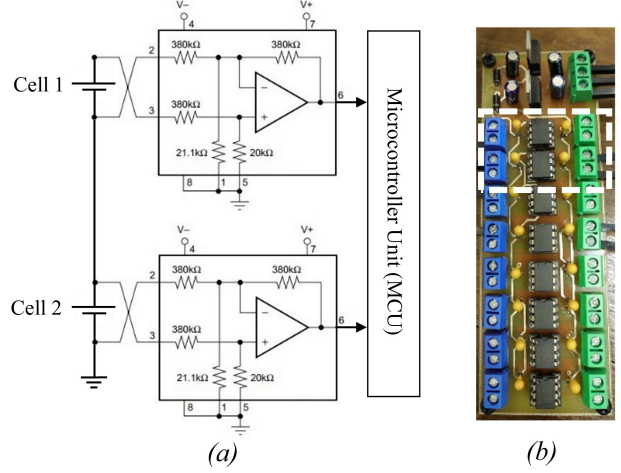 V– V+
4 7
380kΩ 380kΩ
2
Cell 1
6
380kΩ
3
21.1kΩ 20kΩ
8 1 5
V– V+
4 7
380kΩ 380kΩ
2
Cell 2
6
380kΩ
3
21.1kΩ 20kΩ
8 1 5
Microcontroller Unit (MCU)
(a) (b)